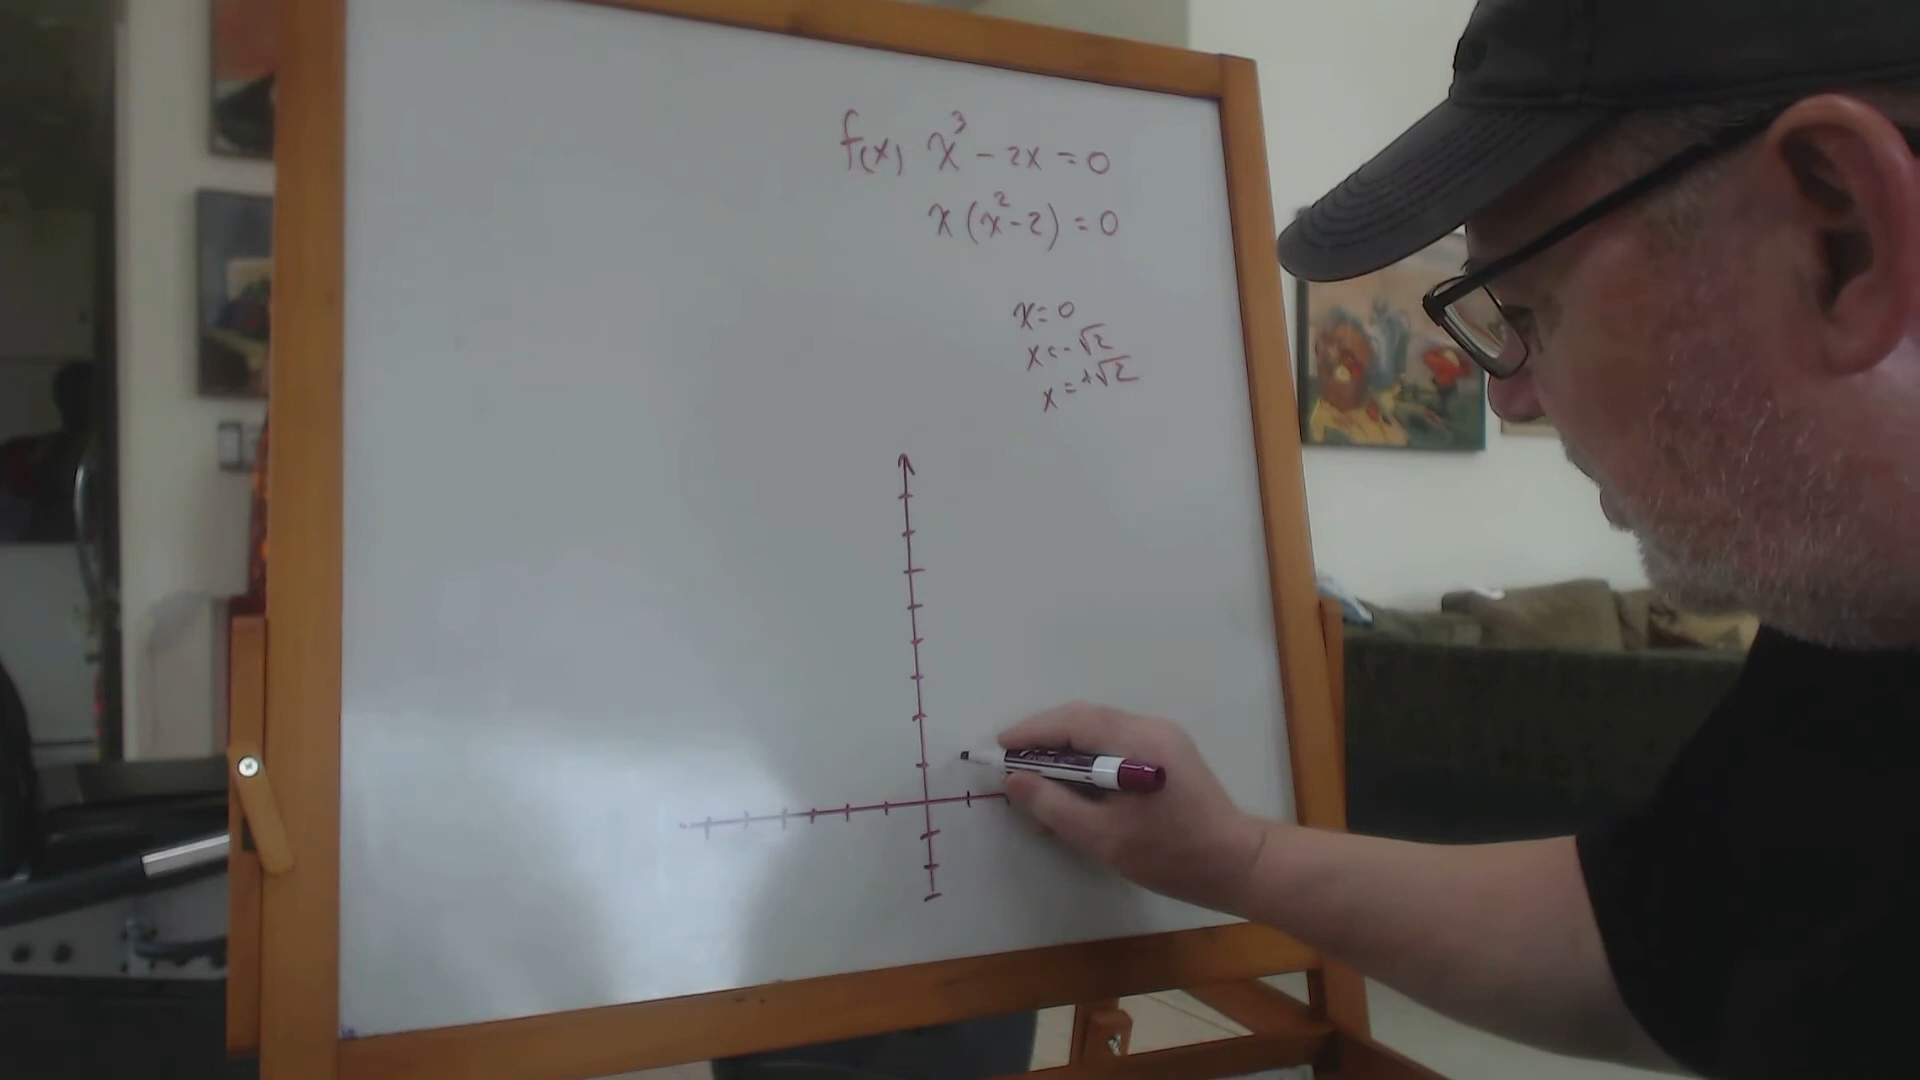 f(x) x³ - 2x = 0
x(x² - 2) = 0
x = 0
x = -√2
x = +√2